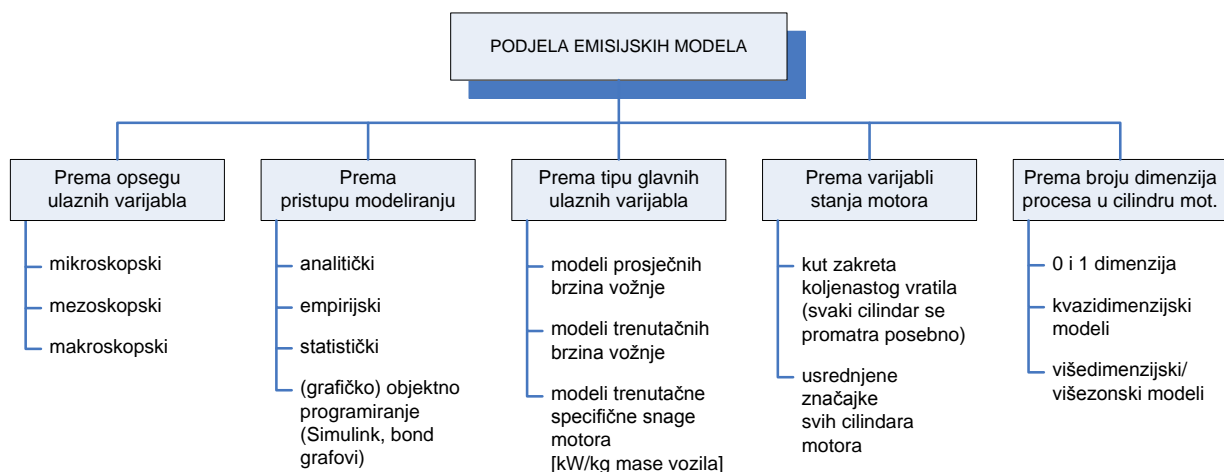 PODJELA EMISIJSKIH MODELA
Prema opsegu
ulaznih varijabla
mikroskopski
mezoskopski
makroskopski
Prema
pristupu modeliranju
analitički
empirijski
statistički
(grafičko) objektno
programiranje
(Simulink, bond
grafovi)
Prema tipu glavnih
ulaznih varijabla
modeli prosječnih
brzina vožnje
modeli trenutačnih
brzina vožnje
modeli trenutačne
specifične snage
motora
[kW/kg mase vozila]
Prema varijabli
stanja motora
kut zakreta
koljenastog vratila
(svaki cilindar se
promatra posebno)
usrednjene
značajke
svih cilindara
motora
Prema broju dimenzija
procesa u cilindru mot.
0 i 1 dimenzija
kvazidimenzijski
modeli
višedimenzijski/
višezonski modeli